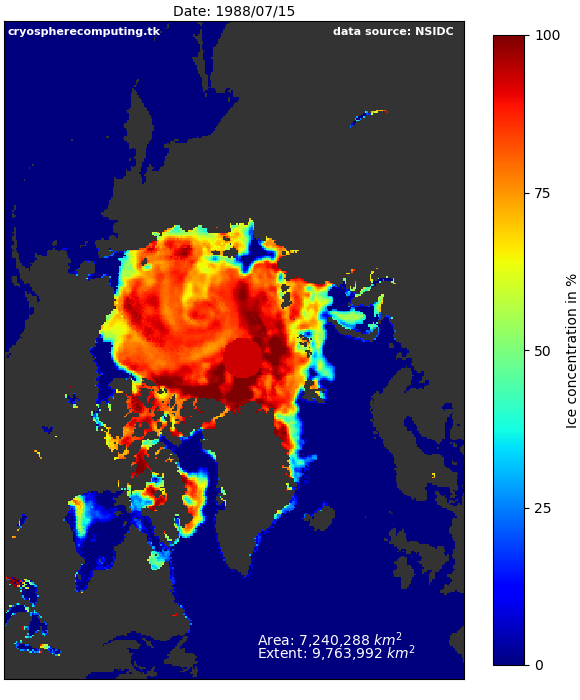 Date: 1988/07/15
cryospherecomputing.tk data source: NSIDC
100
75
50
25
0
Ice concentration in %
Area: 7,240,288 km²
Extent: 9,763,992 km²